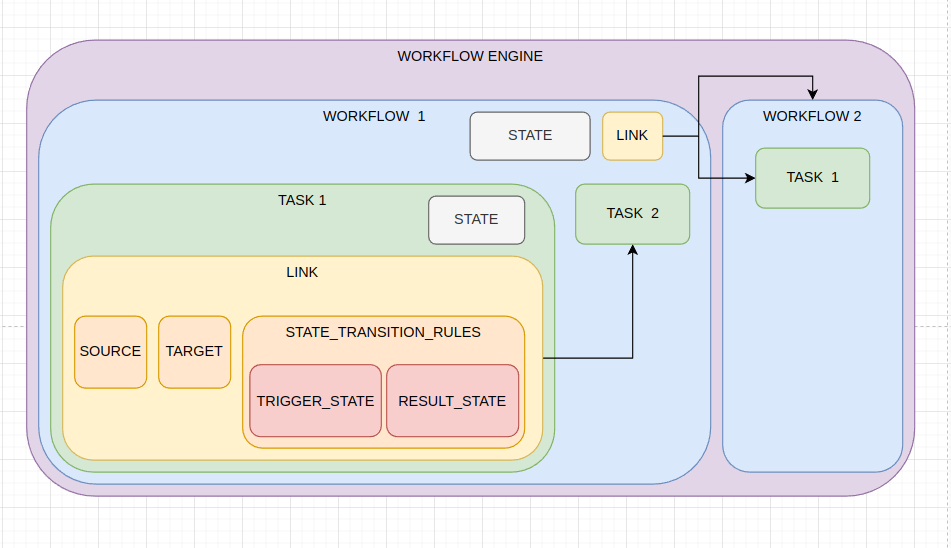 WORKFLOW ENGINE
WORKFLOW 1
STATE
LINK
WORKFLOW 2
TASK 1
TASK 1
STATE
TASK 2
LINK
SOURCE
TARGET
STATE_TRANSITION_RULES
TRIGGER_STATE
RESULT_STATE